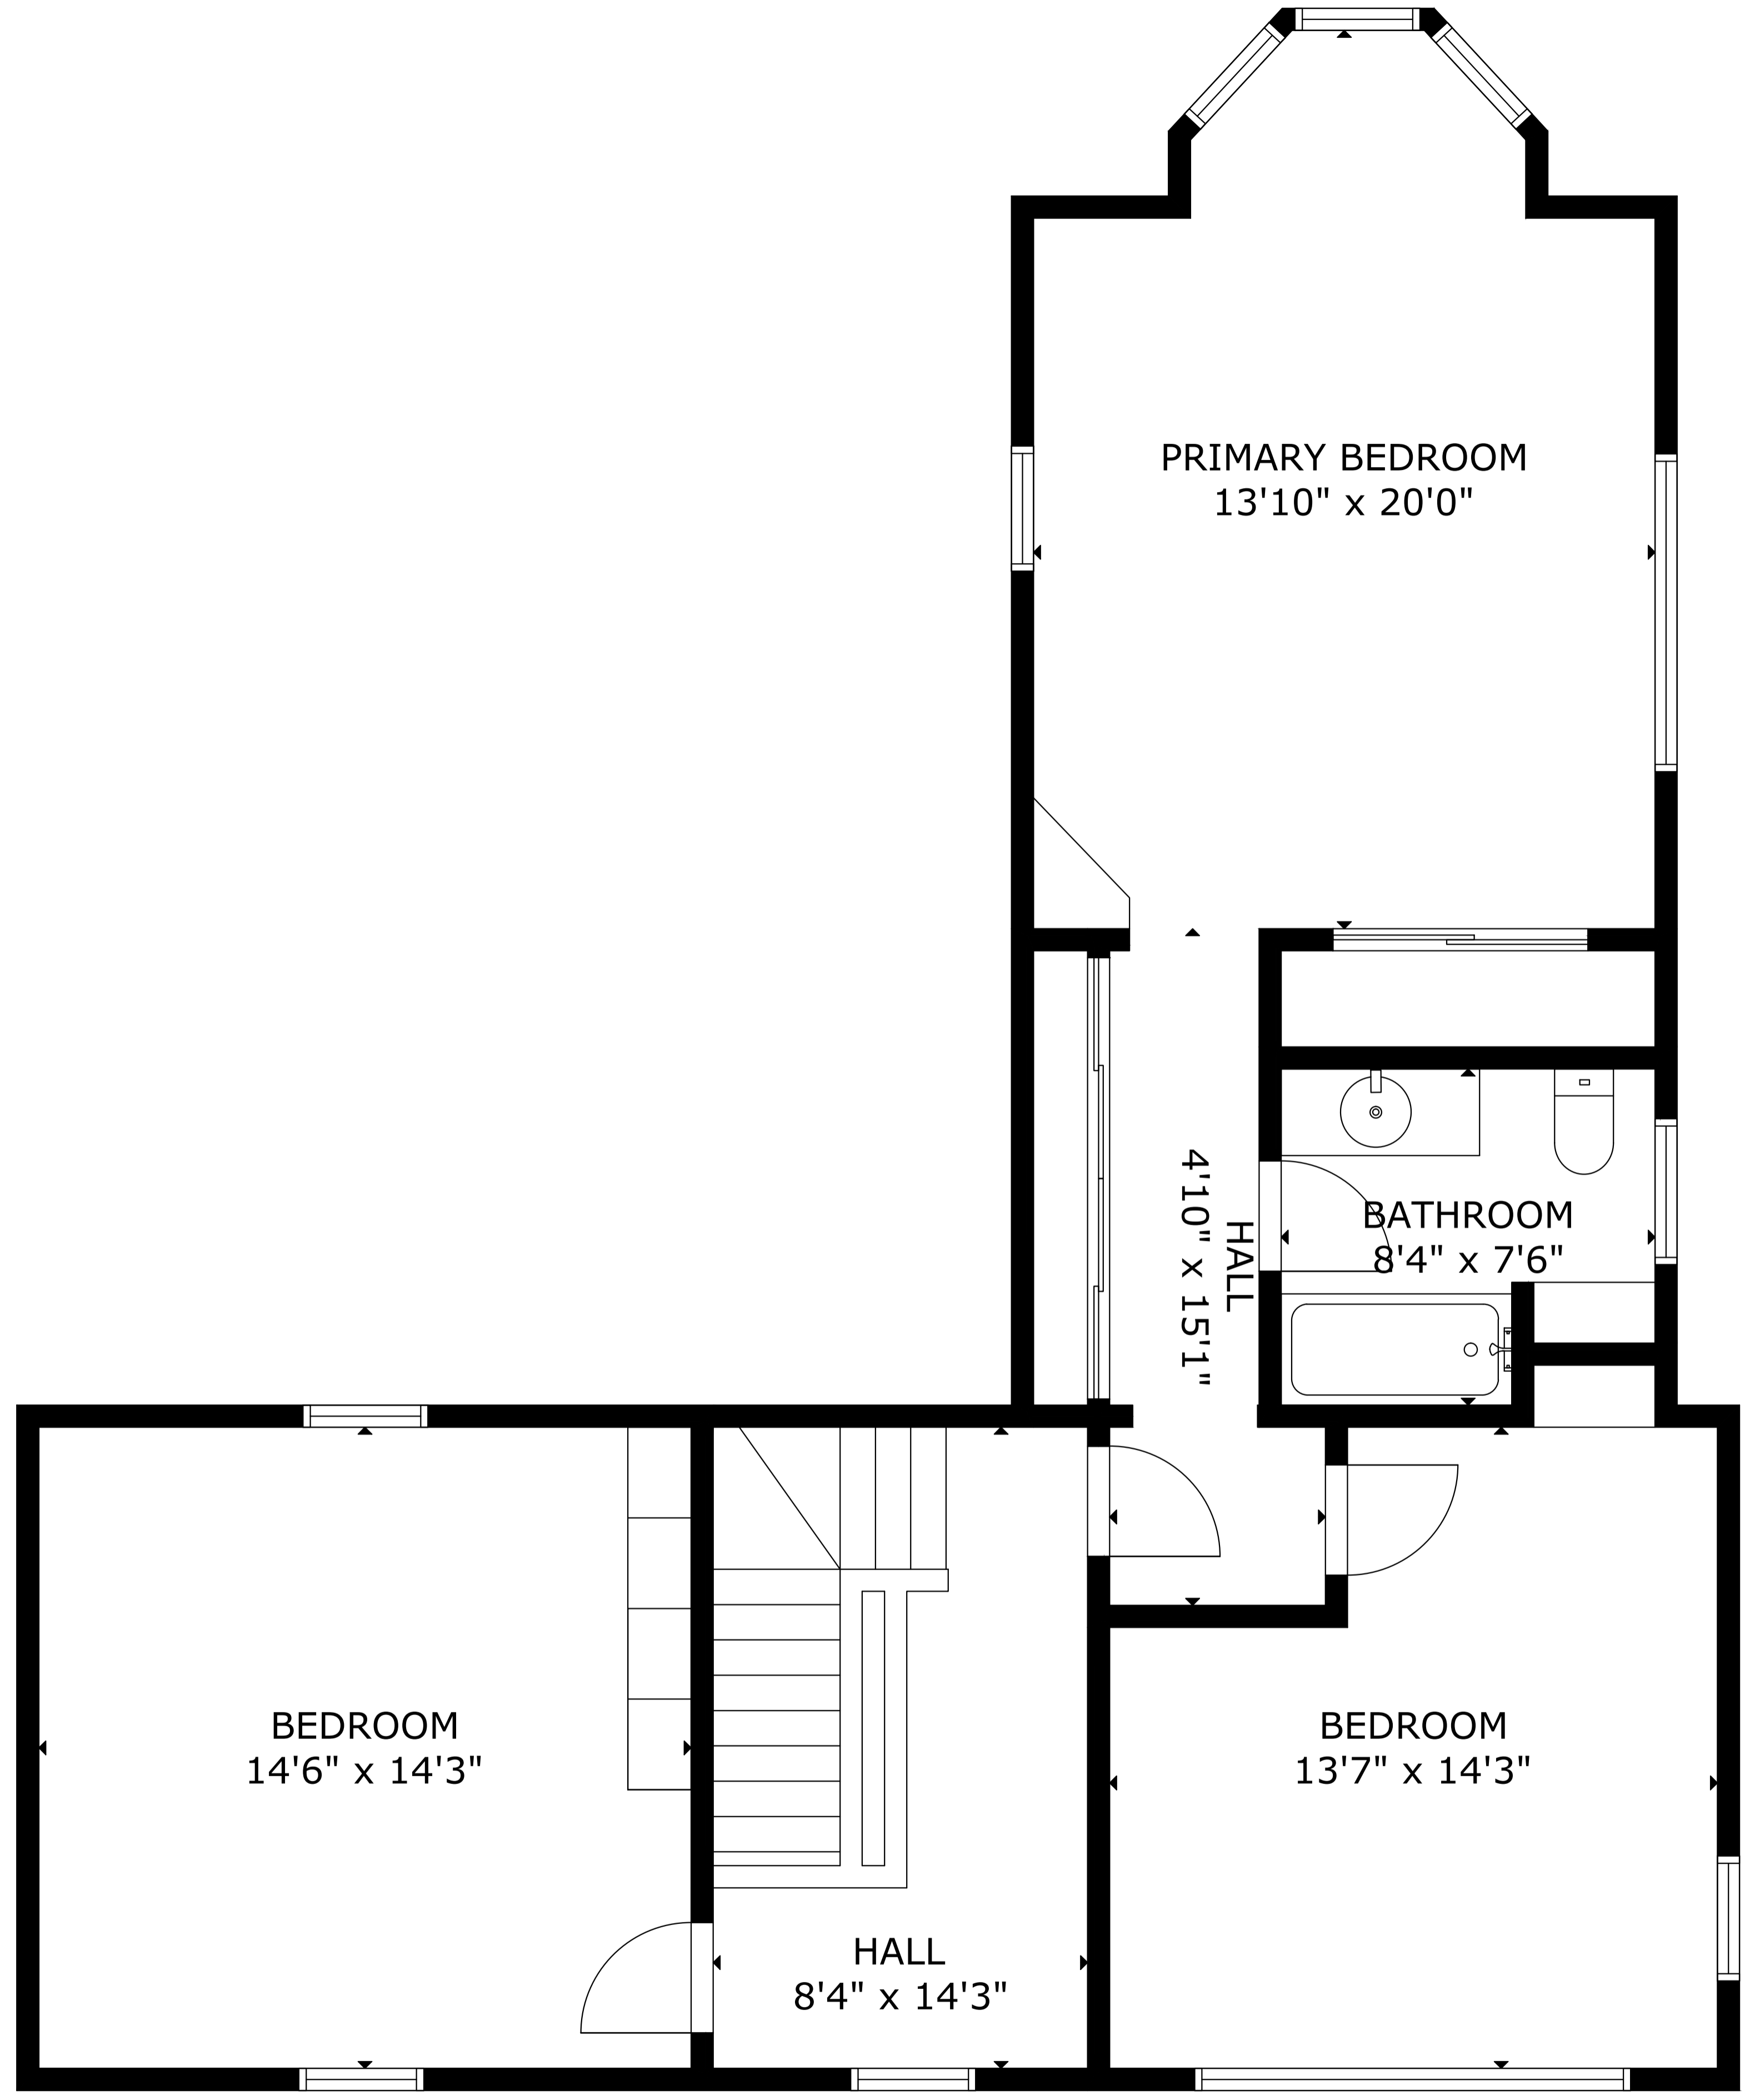 PRIMARY BEDROOM
13'10" x 20'0"
HALL
4'10" x 15'1"
BATHROOM
8'4" x 7'6"
BEDROOM
14'6" x 14'3"
BEDROOM
13'7" x 14'3"
HALL
8'4" x 14'3"